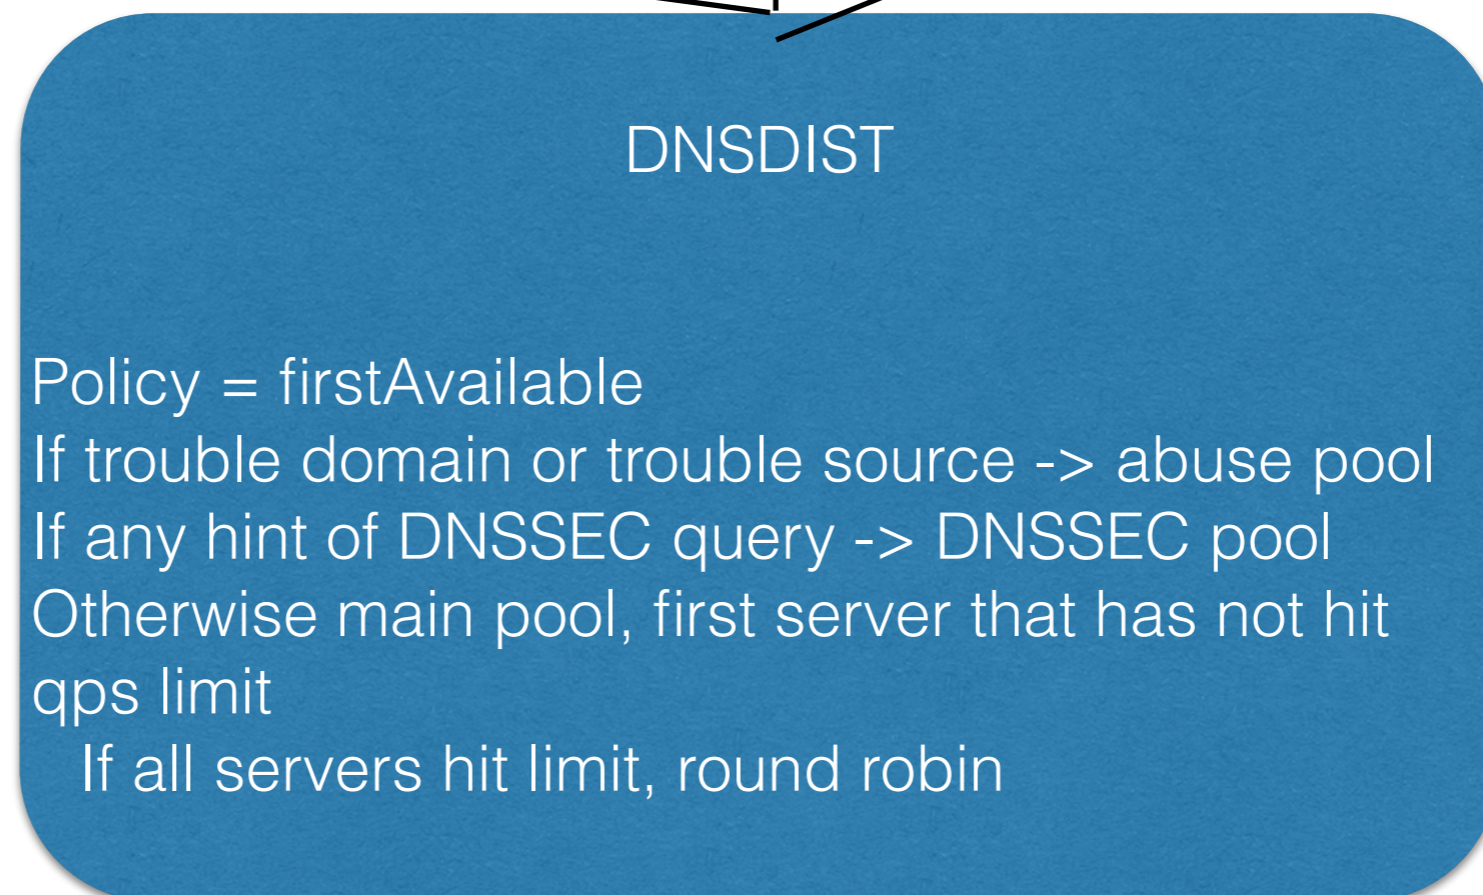 DNSDIST
Policy = firstAvailable
If trouble domain or trouble source -> abuse pool
If any hint of DNSSEC query -> DNSSEC pool
Otherwise main pool, first server that has not hit
qps limit
If all servers hit limit, round robin